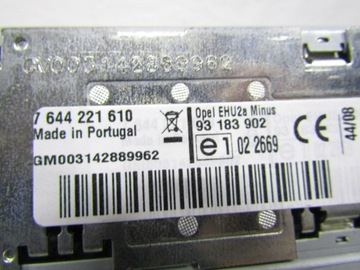 GM003142889962
7 644 221 610
Made in Portugal
GM003142889962
Opel EHU2a Minus
93 183 902
e1 02 2669
44/08